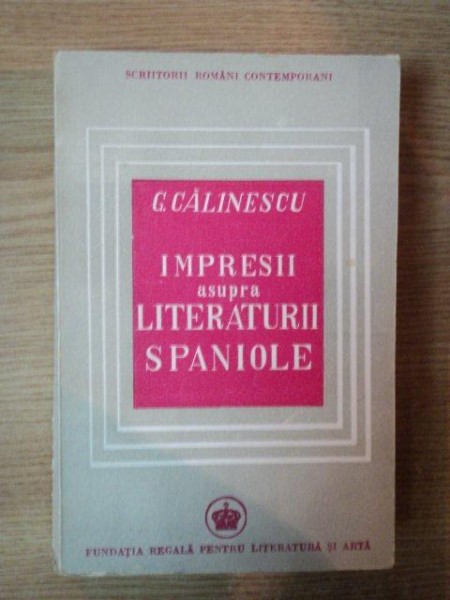 SCRIITORII ROMÂNI CONTEMPORANI
G. CĂLINESCU
IMPRESII
asupra
LITERATURII
SPANIOLE
FUNDAȚIA REGALĂ PENTRU LITERATURĂ ȘI ARTĂ